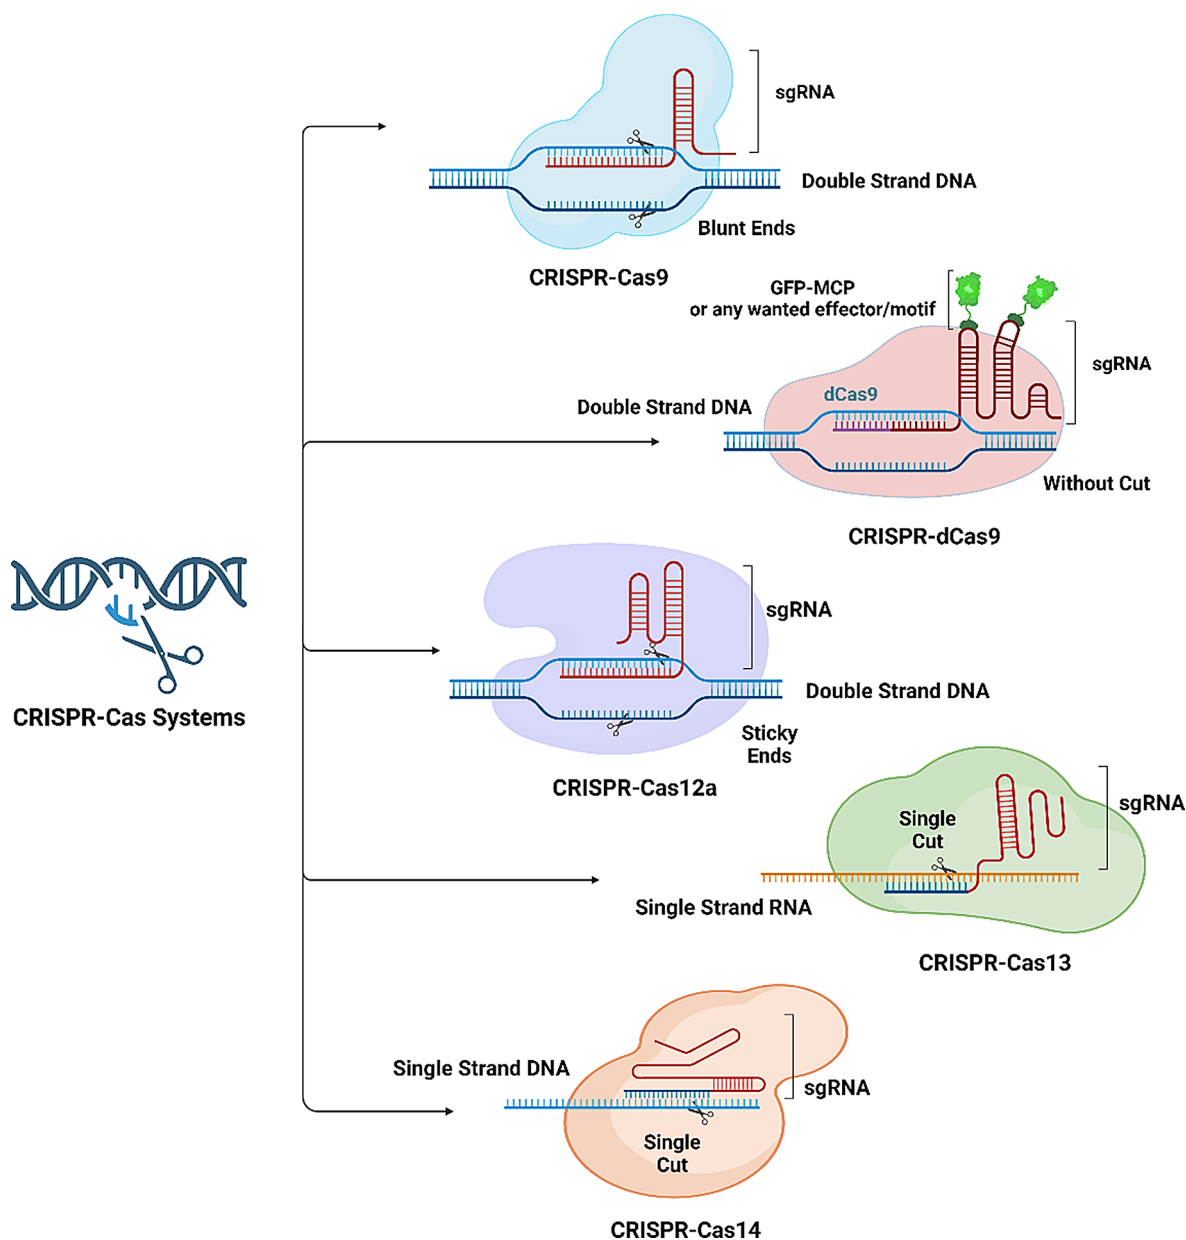 sgRNA
Double Strand DNA
Blunt Ends
CRISPR-Cas9
GFP-MCP
or any wanted effector/motif
sgRNA
dCas9
Double Strand DNA
Without Cut
CRISPR-dCas9
sgRNA
Double Strand DNA
Sticky
Ends
CRISPR-Cas12a
CRISPR-Cas Systems
sgRNA
Single
Cut
Single Strand RNA
CRISPR-Cas13
Single Strand DNA
sgRNA
Single
Cut
CRISPR-Cas14